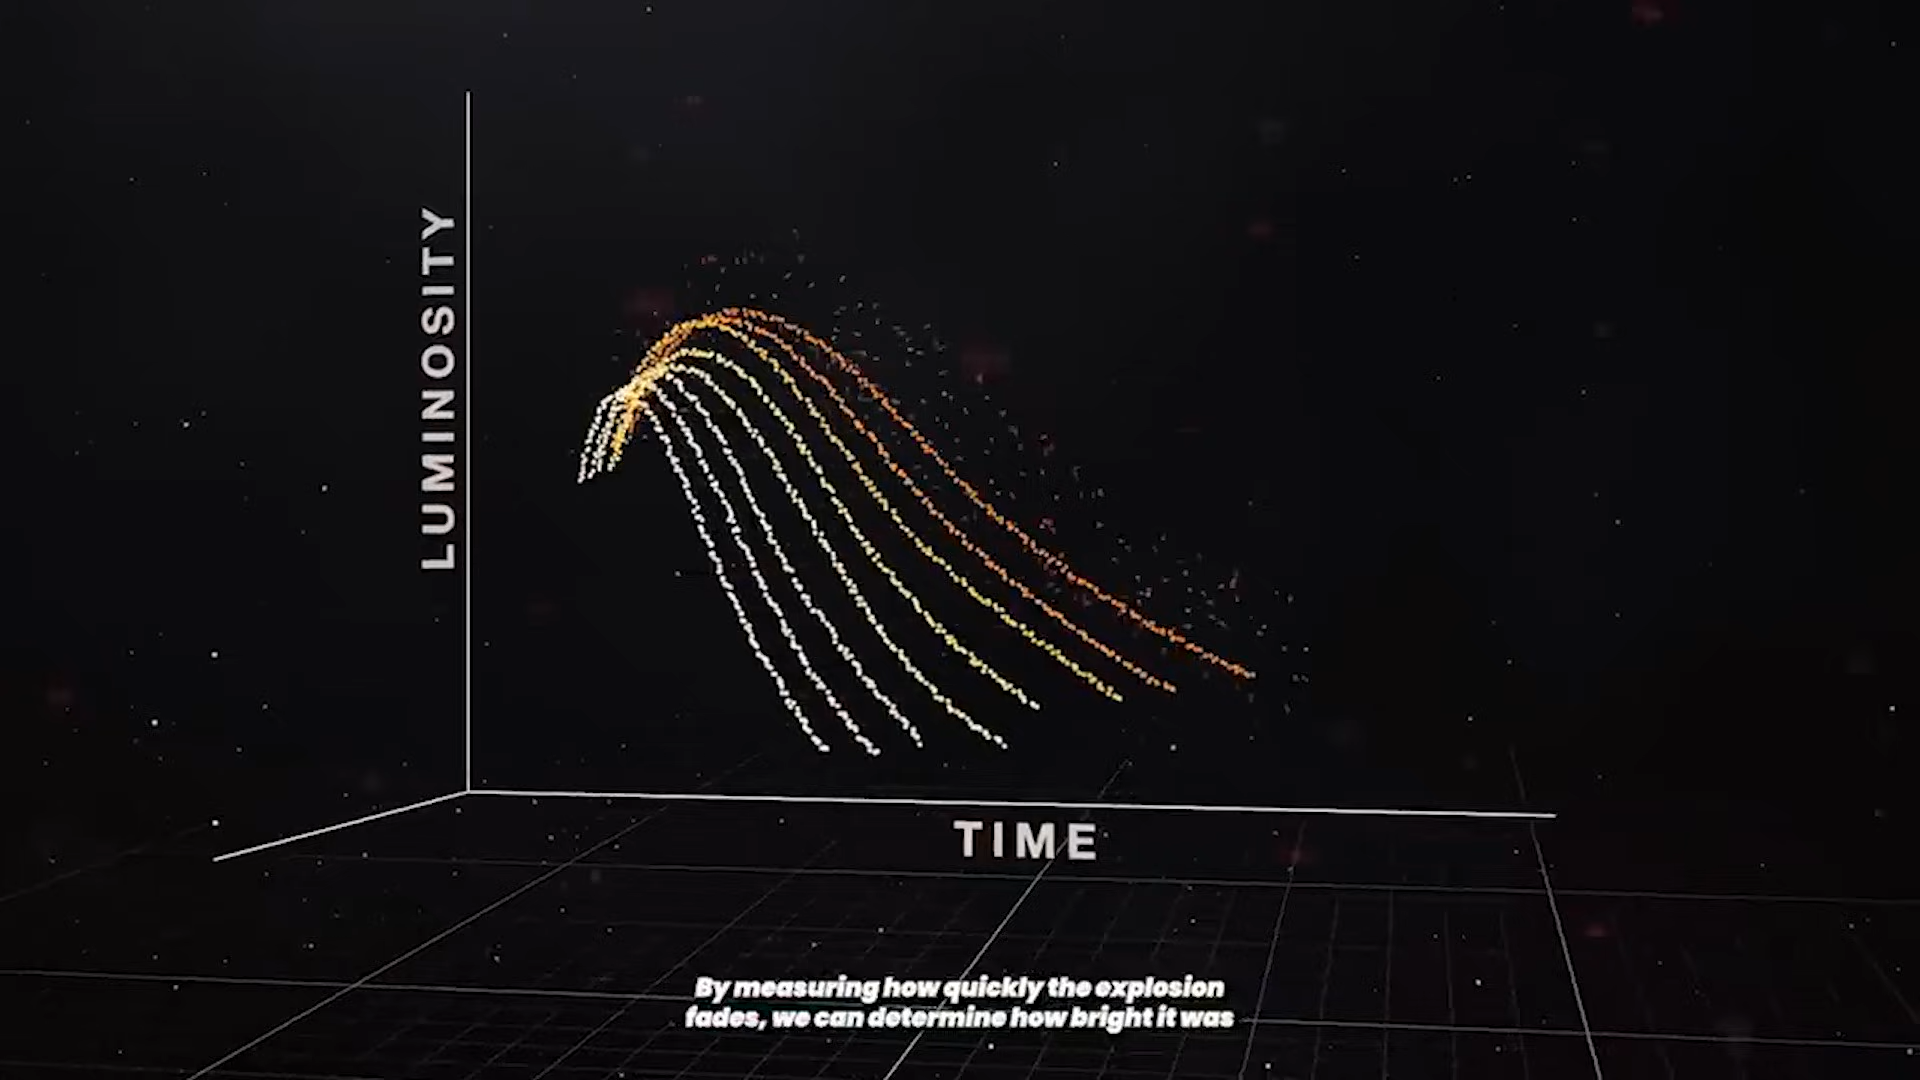 LUMINOSITY
TIME
By measuring how quickly the explosion
fades, we can determine how bright it was